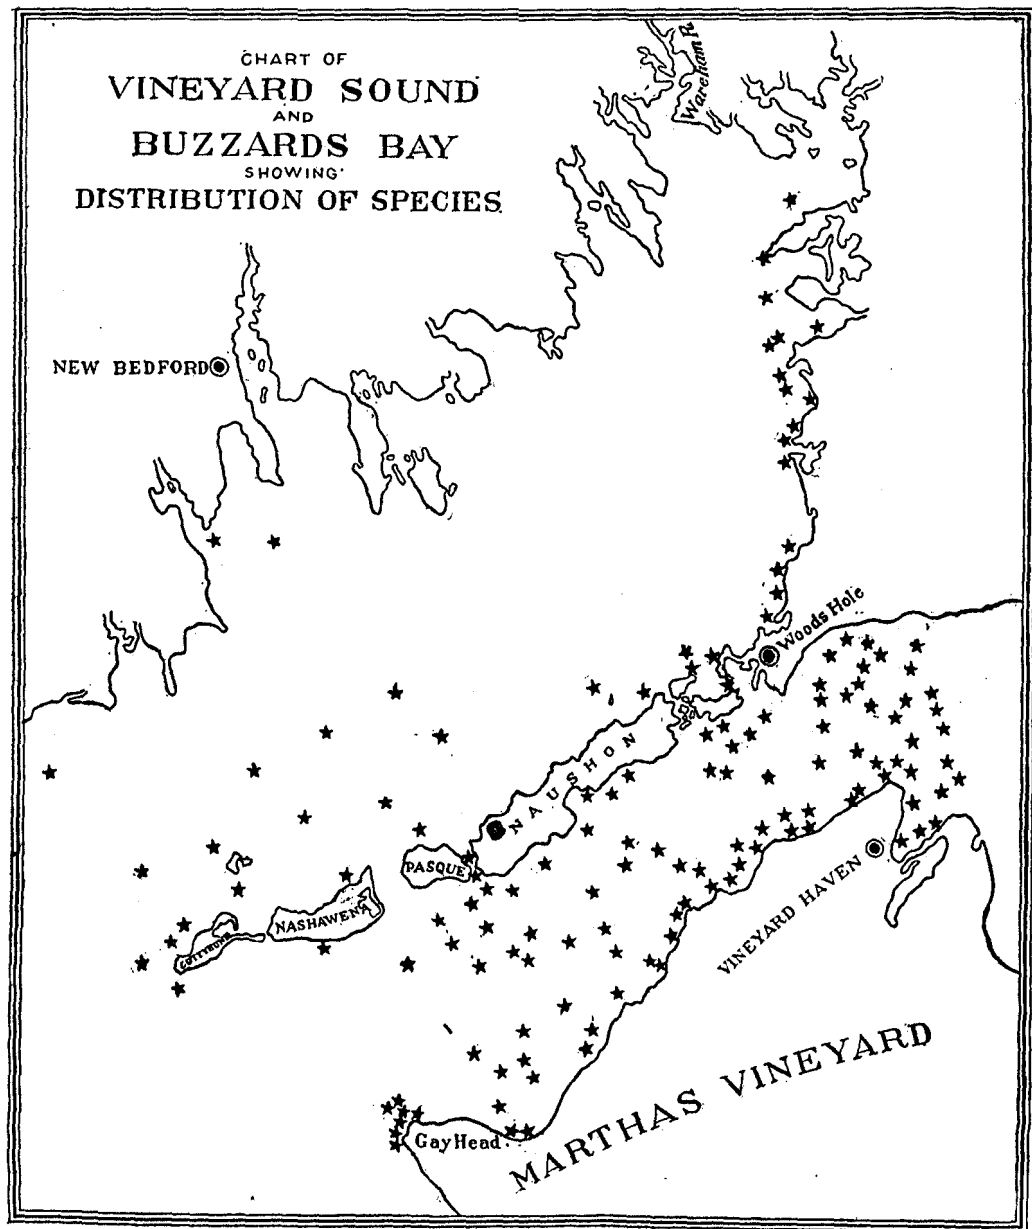 CHART OF
VINEYARD SOUND
AND
BUZZARDS BAY
SHOWING
DISTRIBUTION OF SPECIES.
Wareham R.
NEW BEDFORD
Woods Hole
NAUSHON
PASQUE
NASHAWENA
CUTTYHUNK
VINEYARD HAVEN
MARTHAS VINEYARD
Gay Head.